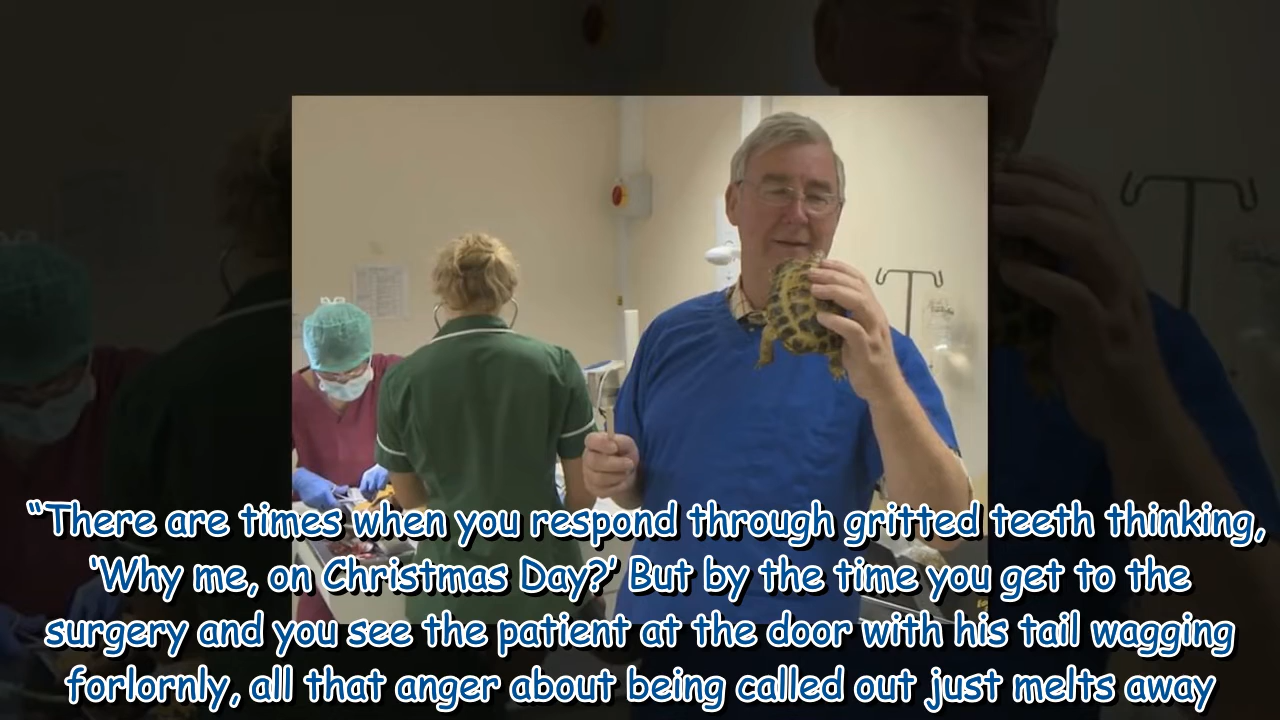 “There are times when you respond through gritted teeth thinking,
‘Why me, on Christmas Day?’ But by the time you get to the
surgery and you see the patient at the door with his tail wagging
forlornly, all that anger about being called out just melts away